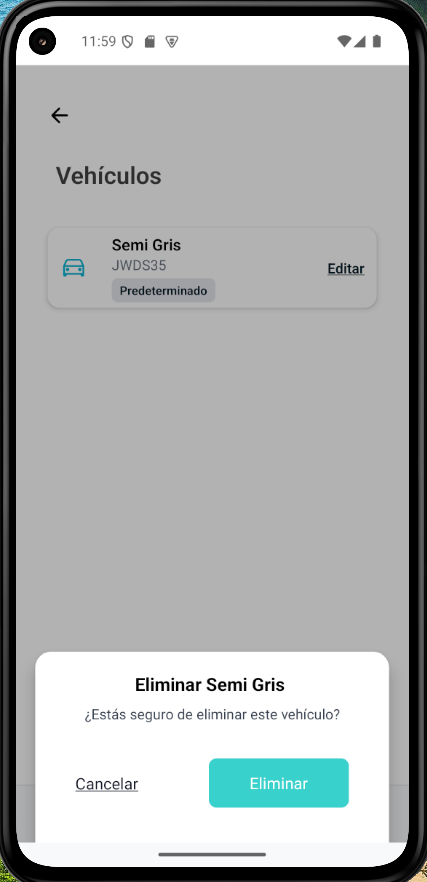 11:59
Vehículos
Semi Gris
JWDS35
Editar
Predeterminado
Eliminar Semi Gris
¿Estás seguro de eliminar este vehículo?
Cancelar
Eliminar